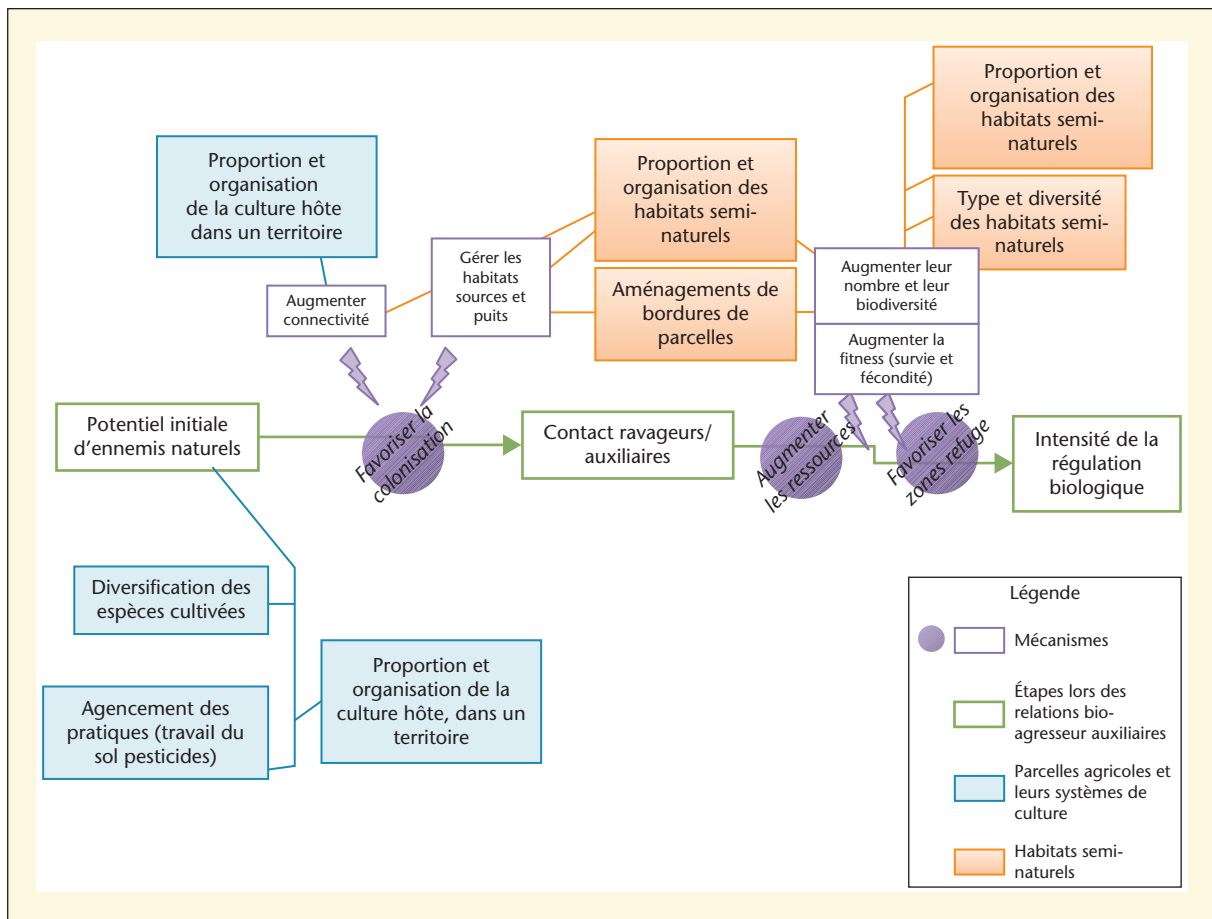 Proportion et
organisation des
habitats semi-
naturels
Proportion et
organisation
de la culture hôte
dans un territoire
Proportion et
organisation des
habitats semi-
naturels
Type et diversité
des habitats semi-
naturels
Augmenter
connectivité
Gérer les
habitats
sources et
puits
Aménagements de
bordures de
parcelles
Augmenter leur
nombre et leur
biodiversité
Augmenter la
fitness (survie et
fécondité)
Potentiel initiale
d'ennemis naturels
Favoriser la
colonisation
Contact ravageurs/
auxiliaires
Augmenter
les ressources
Favoriser les
zones refuge
Intensité de la
régulation
biologique
Diversification des
espèces cultivées
Agencement des
pratiques (travail du
sol pesticides)
Proportion et
organisation de la
culture hôte, dans un
territoire
Légende
Mécanismes
Étapes lors des
relations bio-
agresseur auxiliaires
Parcelles agricoles et
leurs systèmes de
culture
Habitats semi-
naturels